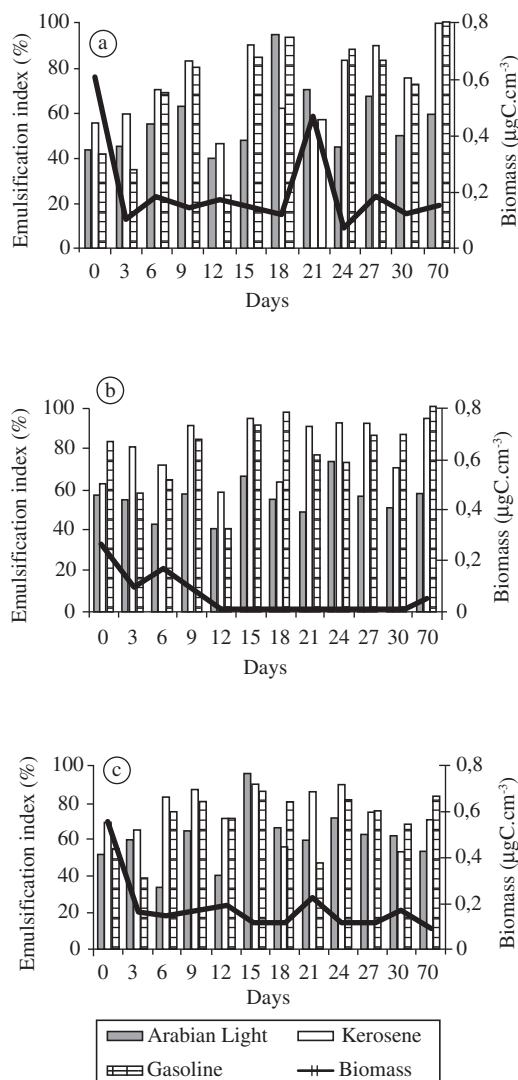 a
Emulsification index (%)
100
80
60
40
20
0
0,8
0,6
0,4
0,2
0
Biomass (µgC.cm⁻³)
0 3 6 9 12 15 18 21 24 27 30 70
Days
b
Emulsification index (%)
100
80
60
40
20
0
0,8
0,6
0,4
0,2
0
Biomass (µgC.cm⁻³)
0 3 6 9 12 15 18 21 24 27 30 70
Days
c
Emulsification index (%)
100
80
60
40
20
0
0,8
0,6
0,4
0,2
0
Biomass (µgC.cm⁻³)
0 3 6 9 12 15 18 21 24 27 30 70
Days
Arabian Light Kerosene
Gasoline Biomass